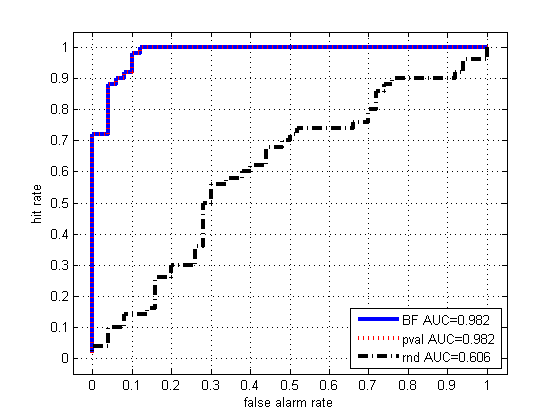 1
0.9
0.8
0.7
0.6
0.5
0.4
0.3
0.2
0.1
0
hit rate
BF AUC=0.982
pval AUC=0.982
rnd AUC=0.606
0 0.1 0.2 0.3 0.4 0.5 0.6 0.7 0.8 0.9 1
false alarm rate